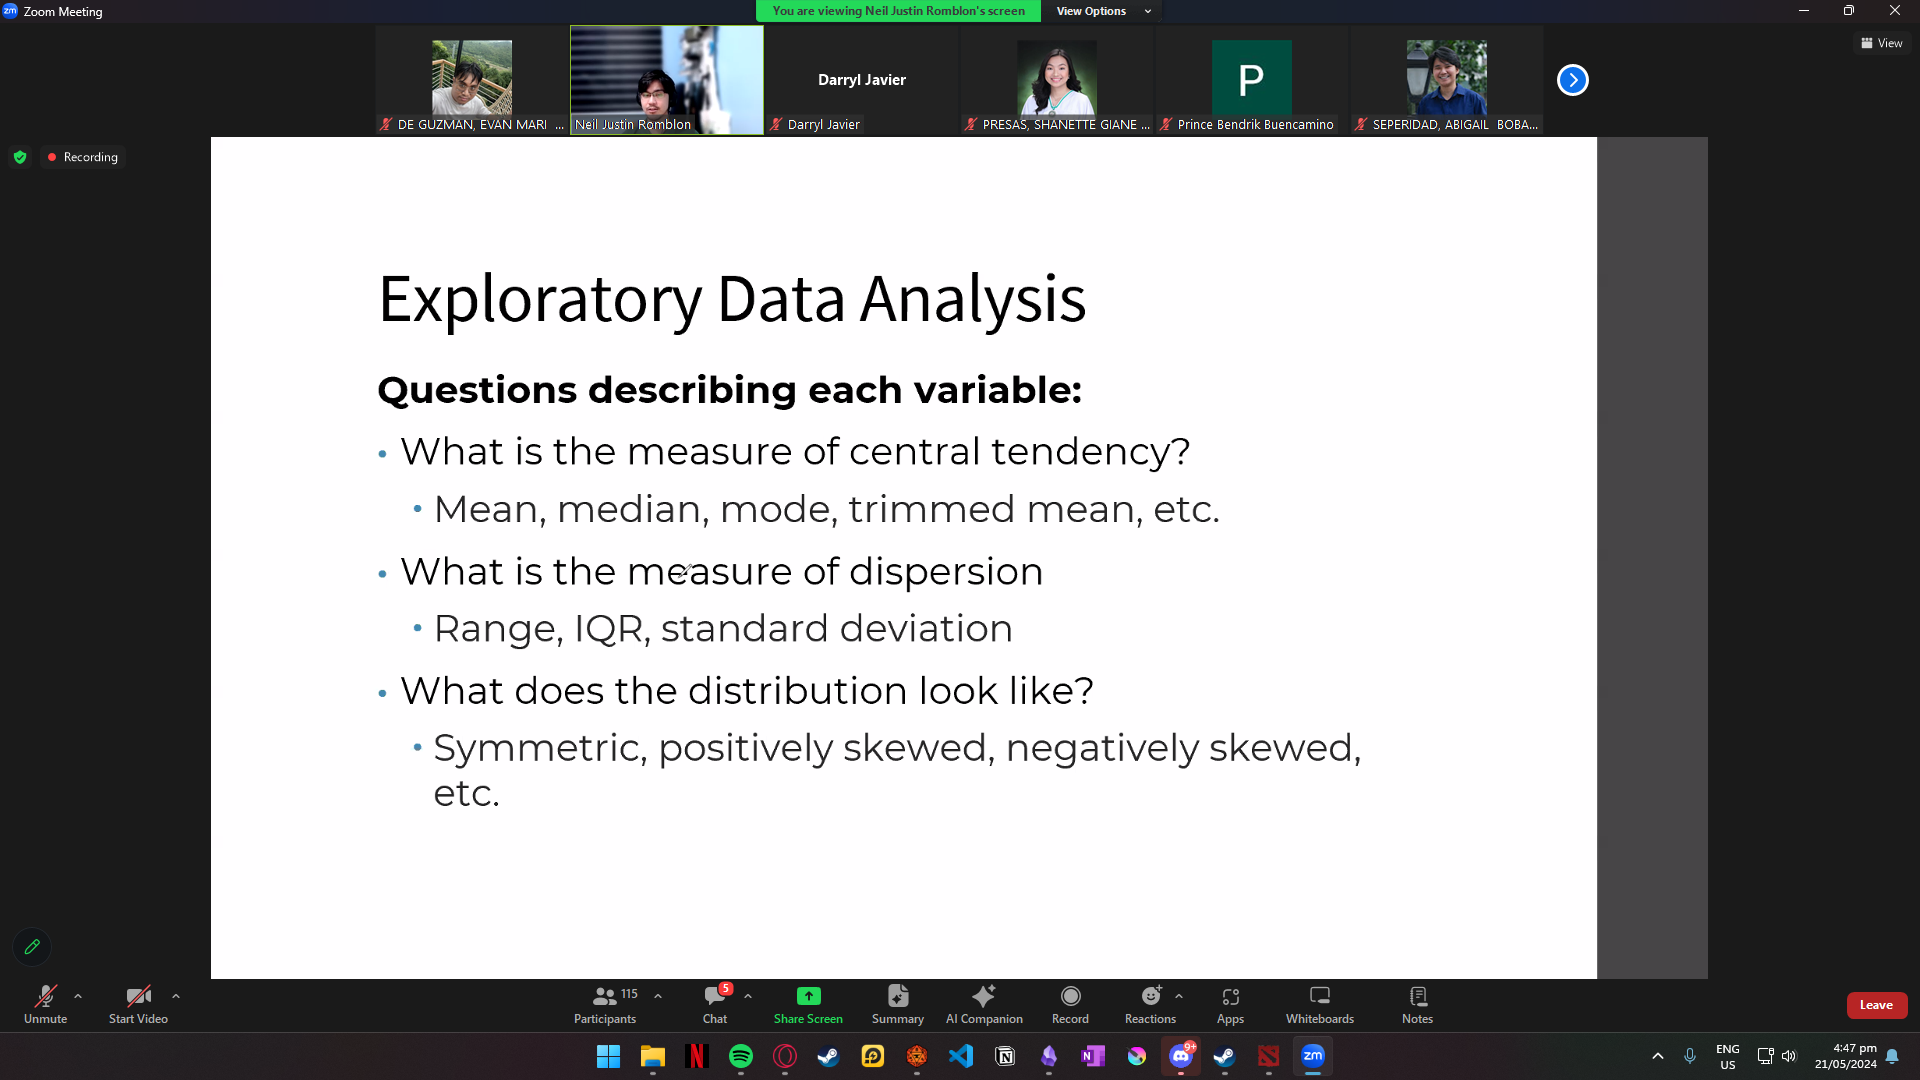 Zoom Meeting
You are viewing Neil Justin Romblon's screen
View Options
View
DE GUZMAN, EVAN MARI ...
Neil Justin Romblon
Darryl Javier
Darryl Javier
PRESAS, SHANETTE GIANE ...
P
Prince Bendrik Buencamino
SEPERIDAD, ABIGAIL BOBA...
Recording
Exploratory Data Analysis
Questions describing each variable:
• What is the measure of central tendency?
• Mean, median, mode, trimmed mean, etc.
• What is the measure of dispersion
• Range, IQR, standard deviation
• What does the distribution look like?
• Symmetric, positively skewed, negatively skewed,
etc.
Unmute
Start Video
115
Participants
5
Chat
Share Screen
Summary
AI Companion
Record
Reactions
Apps
Whiteboards
Notes
Leave
9+
zm
ENG
US
4:47 pm
21/05/2024